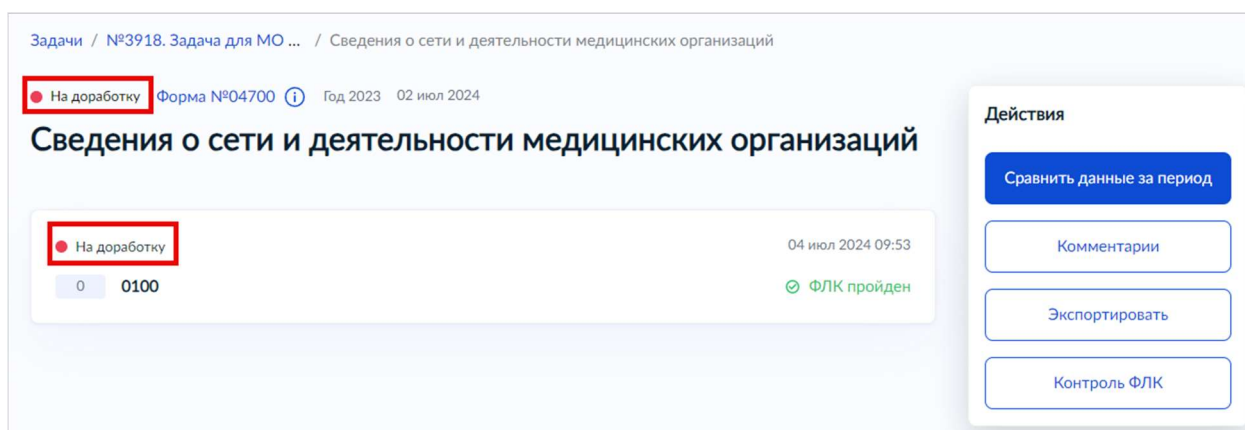 Задачи / №3918. Задача для МО ... / Сведения о сети и деятельности медицинских организаций
На доработку Форма №04700 i Год 2023 02 июл 2024
Сведения о сети и деятельности медицинских организаций
На доработку 04 июл 2024 09:53
0 0100 ФЛК пройден
Действия
Сравнить данные за период
Комментарии
Экспортировать
Контроль ФЛК